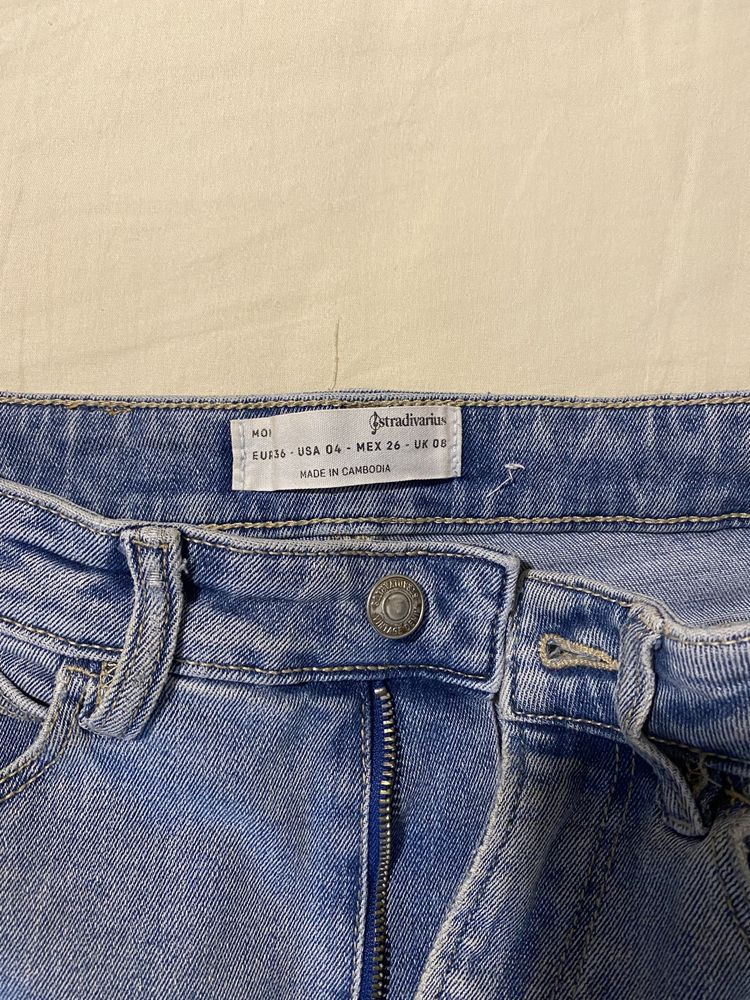 stradivarius
MOI
EUR36 - USA 04 - MEX 26 - UK 08
MADE IN CAMBODIA